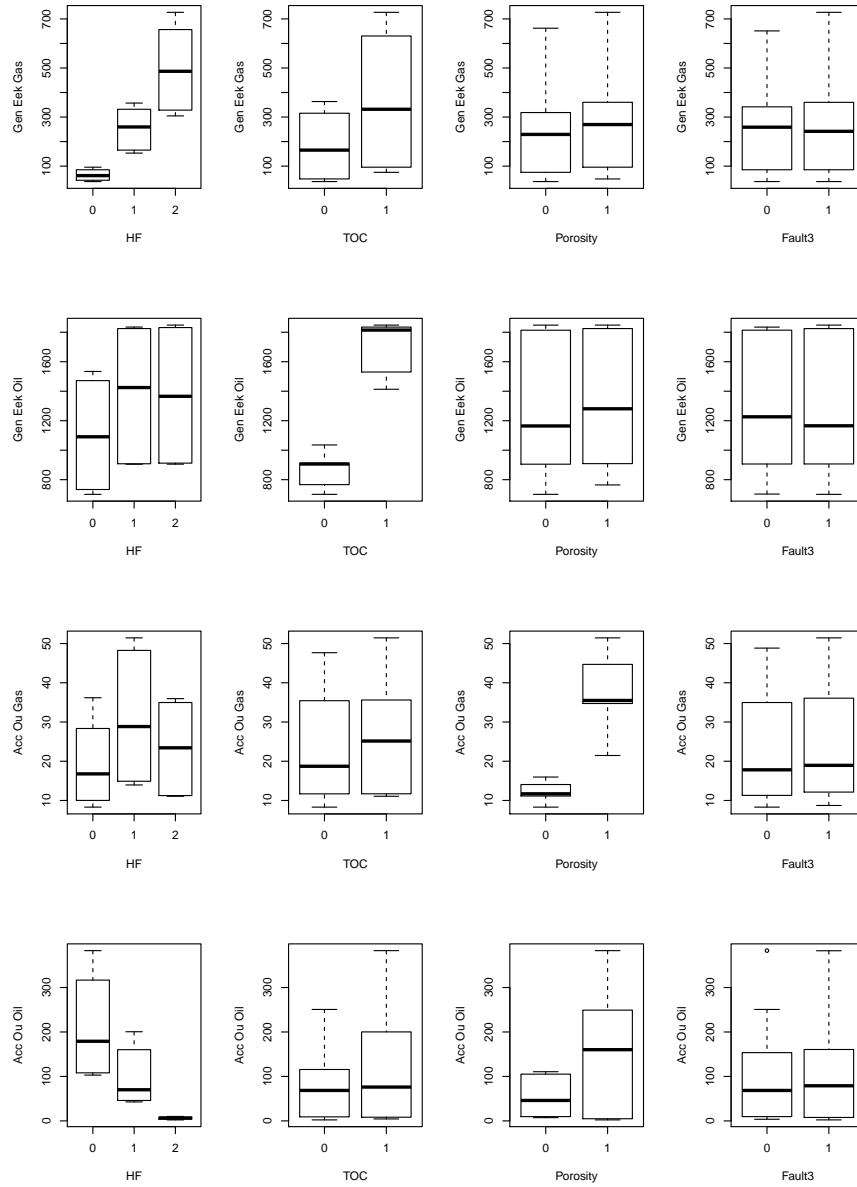 700
500
300
100
Gen Eek Gas
0 1 2
HF
700
500
300
100
Gen Eek Gas
0 1
TOC
700
500
300
100
Gen Eek Gas
0 1
Porosity
700
500
300
100
Gen Eek Gas
0 1
Fault3
1600
1200
800
Gen Eek Oil
0 1 2
HF
1600
1200
800
Gen Eek Oil
0 1
TOC
1600
1200
800
Gen Eek Oil
0 1
Porosity
1600
1200
800
Gen Eek Oil
0 1
Fault3
50
40
30
20
10
Acc Ou Gas
0 1 2
HF
50
40
30
20
10
Acc Ou Gas
0 1
TOC
50
40
30
20
10
Acc Ou Gas
0 1
Porosity
50
40
30
20
10
Acc Ou Gas
0 1
Fault3
300
200
100
0
Acc Ou Oil
0 1 2
HF
300
200
100
0
Acc Ou Oil
0 1
TOC
300
200
100
0
Acc Ou Oil
0 1
Porosity
300
200
100
0
Acc Ou Oil
0 1
Fault3